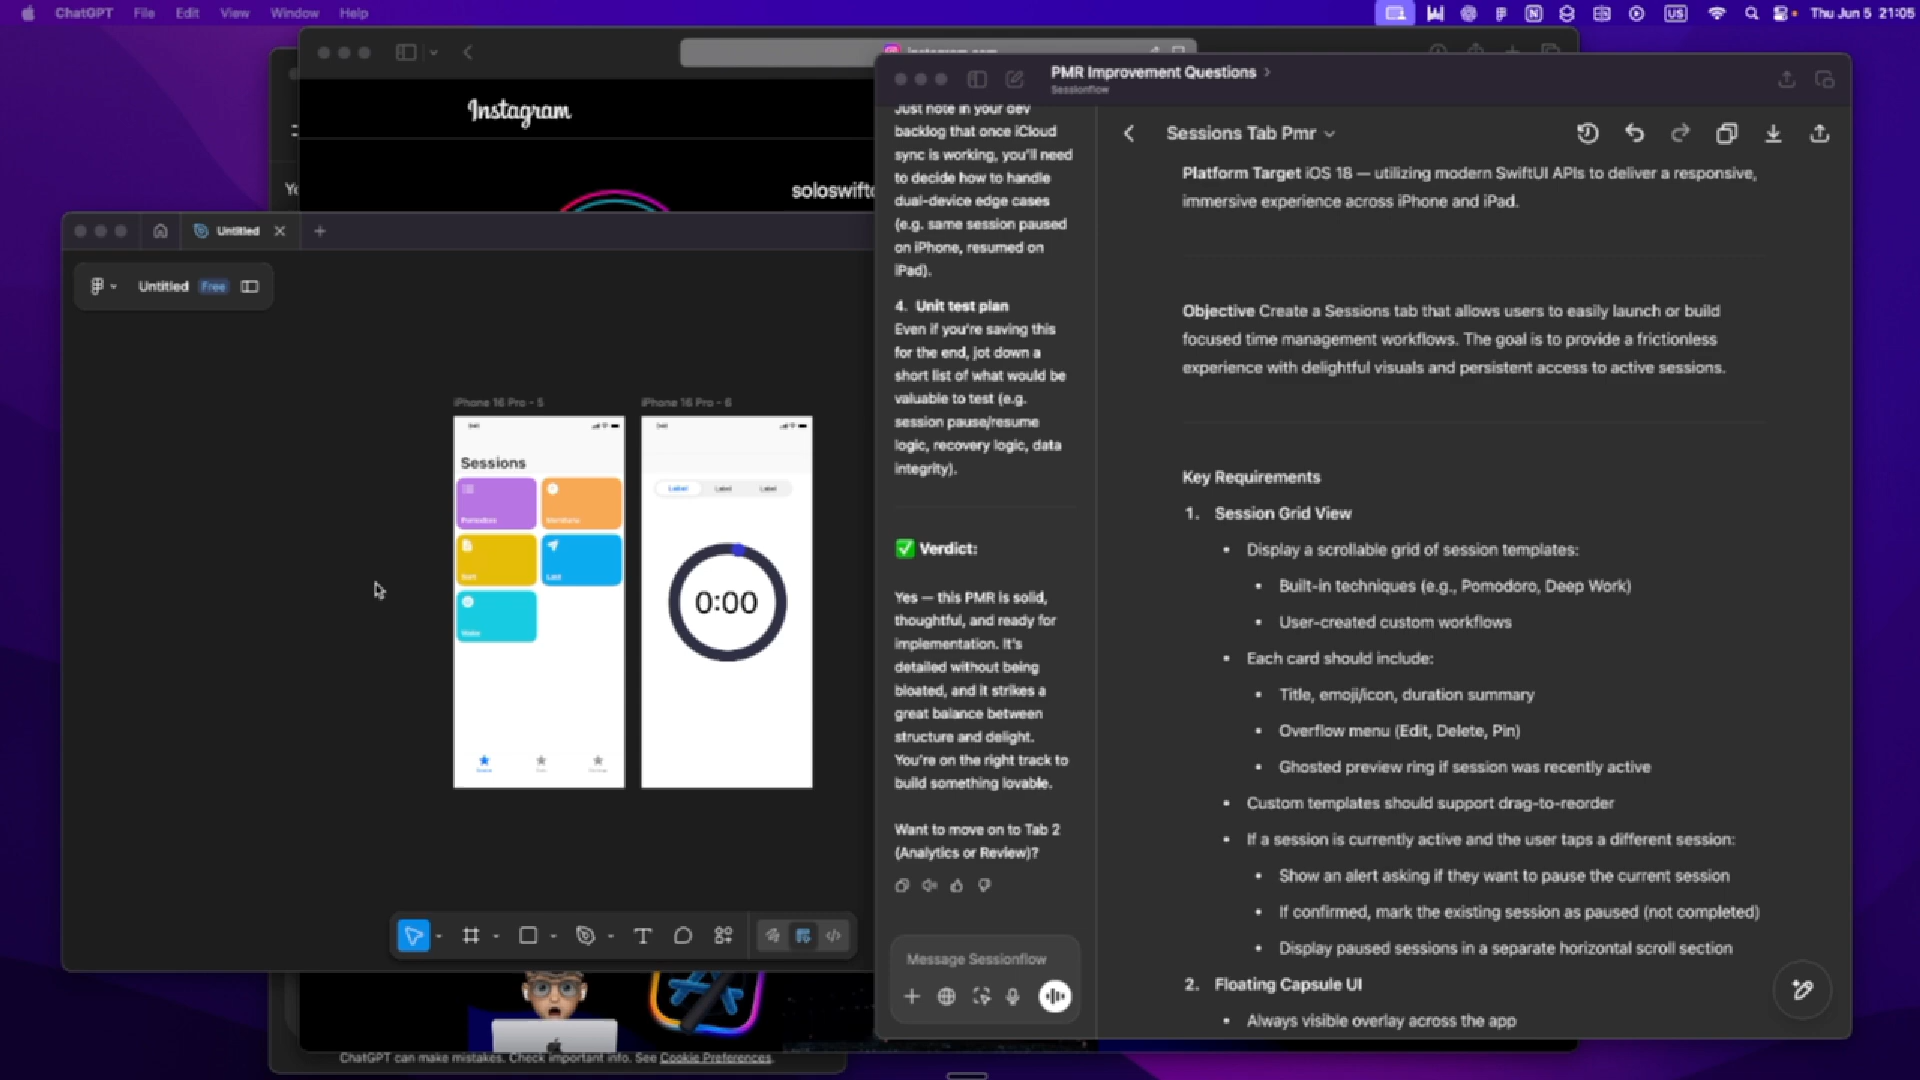 ChatGPT File Edit View Window Help
US
Thu Jun 5 21:05
Instagram
soloswiftc
Untitled
Untitled Free
iPhone 16 Pro - 5
iPhone 16 Pro - 6
Sessions
Pomodoro
Label Label Label
0:00
PMR Improvement Questions
Sessionflow
Just note in your dev
backlog that once iCloud
sync is working, you'll need
to decide how to handle
dual-device edge cases
(e.g. same session paused
on iPhone, resumed on
iPad).
4. Unit test plan
Even if you're saving this
for the end, jot down a
short list of what would be
valuable to test (e.g.
session pause/resume
logic, recovery logic, data
integrity).
✅ Verdict:
Yes — this PMR is solid,
thoughtful, and ready for
implementation. It's
detailed without being
bloated, and it strikes a
great balance between
structure and delight.
You're on the right track to
build something lovable.
Want to move on to Tab 2
(Analytics or Review)?
Message Sessionflow
Sessions Tab Pmr
Platform Target iOS 18 — utilizing modern SwiftUI APIs to deliver a responsive,
immersive experience across iPhone and iPad.
Objective Create a Sessions tab that allows users to easily launch or build
focused time management workflows. The goal is to provide a frictionless
experience with delightful visuals and persistent access to active sessions.
Key Requirements
1. Session Grid View
• Display a scrollable grid of session templates:
• Built-in techniques (e.g., Pomodoro, Deep Work)
• User-created custom workflows
• Each card should include:
• Title, emoji/icon, duration summary
• Overflow menu (Edit, Delete, Pin)
• Ghosted preview ring if session was recently active
• Custom templates should support drag-to-reorder
• If a session is currently active and the user taps a different session:
• Show an alert asking if they want to pause the current session
• If confirmed, mark the existing session as paused (not completed)
• Display paused sessions in a separate horizontal scroll section
2. Floating Capsule UI
• Always visible overlay across the app
ChatGPT can make mistakes. Check important info. See Cookie Preferences.